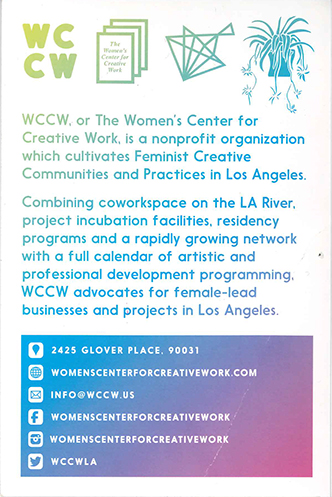 WC
CW
The
Women's
Center for
Creative
Work
WCCW, or The Women's Center for
Creative Work, is a nonprofit organization
which cultivates Feminist Creative
Communities and Practices in Los Angeles.
Combining coworkspace on the LA River,
project incubation facilities, residency
programs and a rapidly growing network
with a full calendar of artistic and
professional development programming,
WCCW advocates for female-lead
businesses and projects in Los Angeles.
2425 GLOVER PLACE, 90031
WOMENSCENTERFORCREATIVEWORK.COM
INFO@WCCW.US
WOMENSCENTERFORCREATIVEWORK
WOMENSCENTERFORCREATIVEWORK
WCCWLA